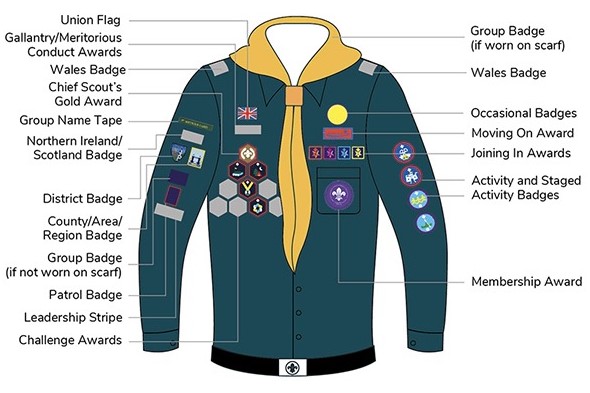 Union Flag
Gallantry/Meritorious
Conduct Awards
Wales Badge
Chief Scout's
Gold Award
Group Name Tape
Northern Ireland/
Scotland Badge
District Badge
County/Area/
Region Badge
Group Badge
(if not worn on scarf)
Patrol Badge
Leadership Stripe
Challenge Awards
Group Badge
(if worn on scarf)
Wales Badge
Occasional Badges
Moving On Award
Joining In Awards
Activity and Staged
Activity Badges
Membership Award